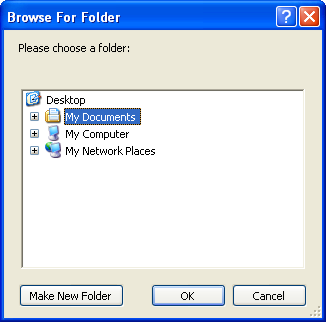 Browse For Folder
Please choose a folder:
Desktop
My Documents
My Computer
My Network Places
Make New Folder OK Cancel